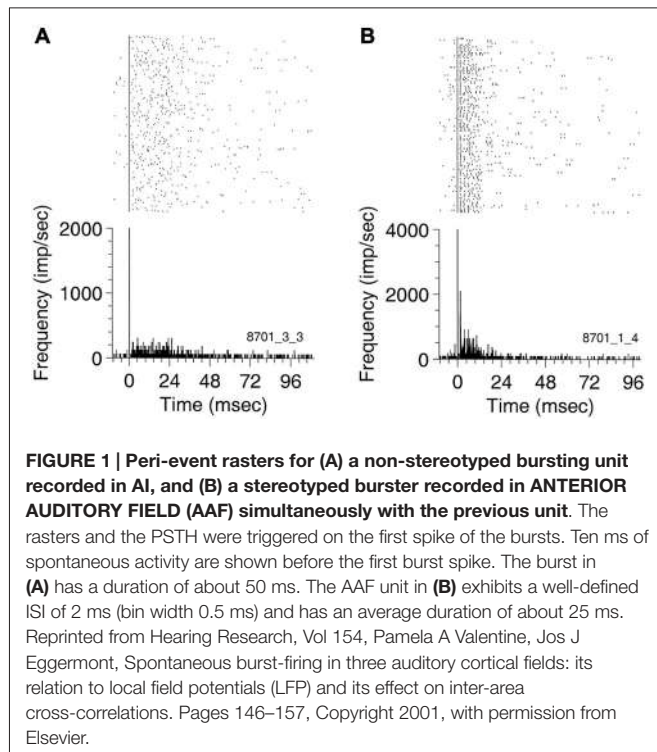 A
B
2000
1000
0
Frequency (imp/sec)
8701_3_3
0 24 48 72 96
Time (msec)
4000
2000
0
Frequency (imp/sec)
8701_1_4
0 24 48 72 96
Time (msec)
FIGURE 1 | Peri-event rasters for (A) a non-stereotyped bursting unit
recorded in AI, and (B) a stereotyped burster recorded in ANTERIOR
AUDITORY FIELD (AAF) simultaneously with the previous unit. The
rasters and the PSTH were triggered on the first spike of the bursts. Ten ms of
spontaneous activity are shown before the first burst spike. The burst in
(A) has a duration of about 50 ms. The AAF unit in (B) exhibits a well-defined
ISI of 2 ms (bin width 0.5 ms) and has an average duration of about 25 ms.
Reprinted from Hearing Research, Vol 154, Pamela A Valentine, Jos J
Eggermont, Spontaneous burst-firing in three auditory cortical fields: its
relation to local field potentials (LFP) and its effect on inter-area
cross-correlations. Pages 146–157, Copyright 2001, with permission from
Elsevier.